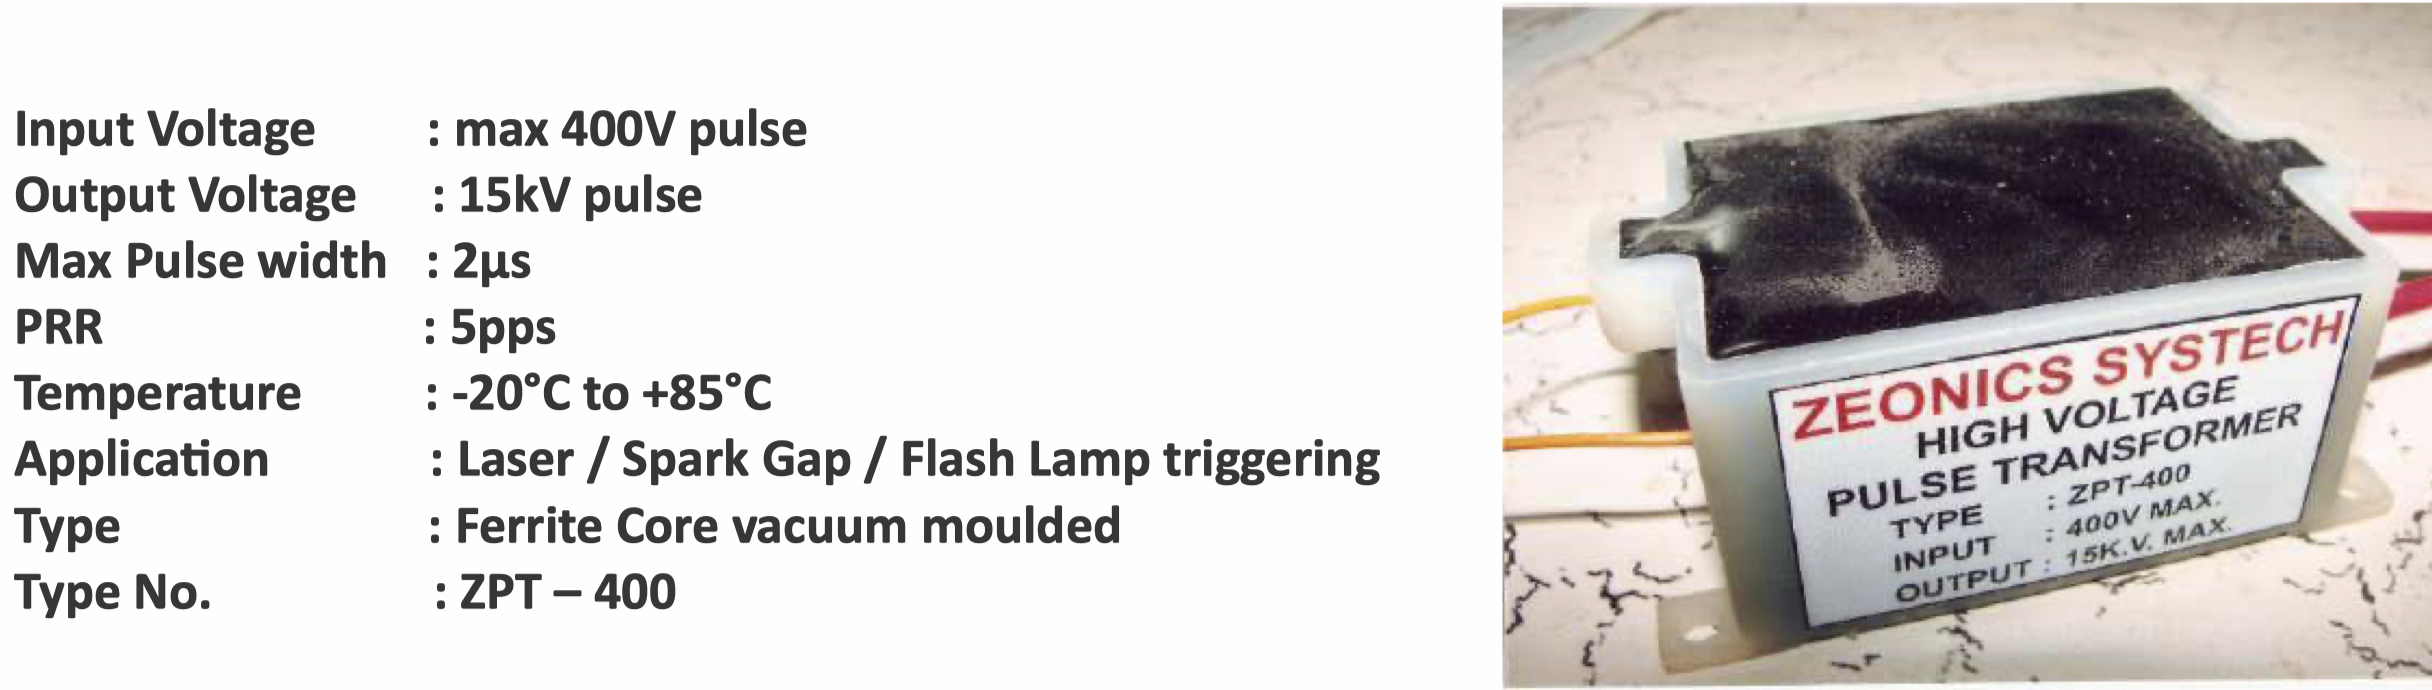 Input Voltage : max 400V pulse
Output Voltage : 15kV pulse
Max Pulse width : 2µs
PRR : 5pps
Temperature : -20°C to +85°C
Application : Laser / Spark Gap / Flash Lamp triggering
Type : Ferrite Core vacuum moulded
Type No. : ZPT – 400
ZEONICS SYSTECH
HIGH VOLTAGE
PULSE TRANSFORMER
TYPE : ZPT-400
INPUT : 400V MAX.
OUTPUT : 15K.V. MAX.